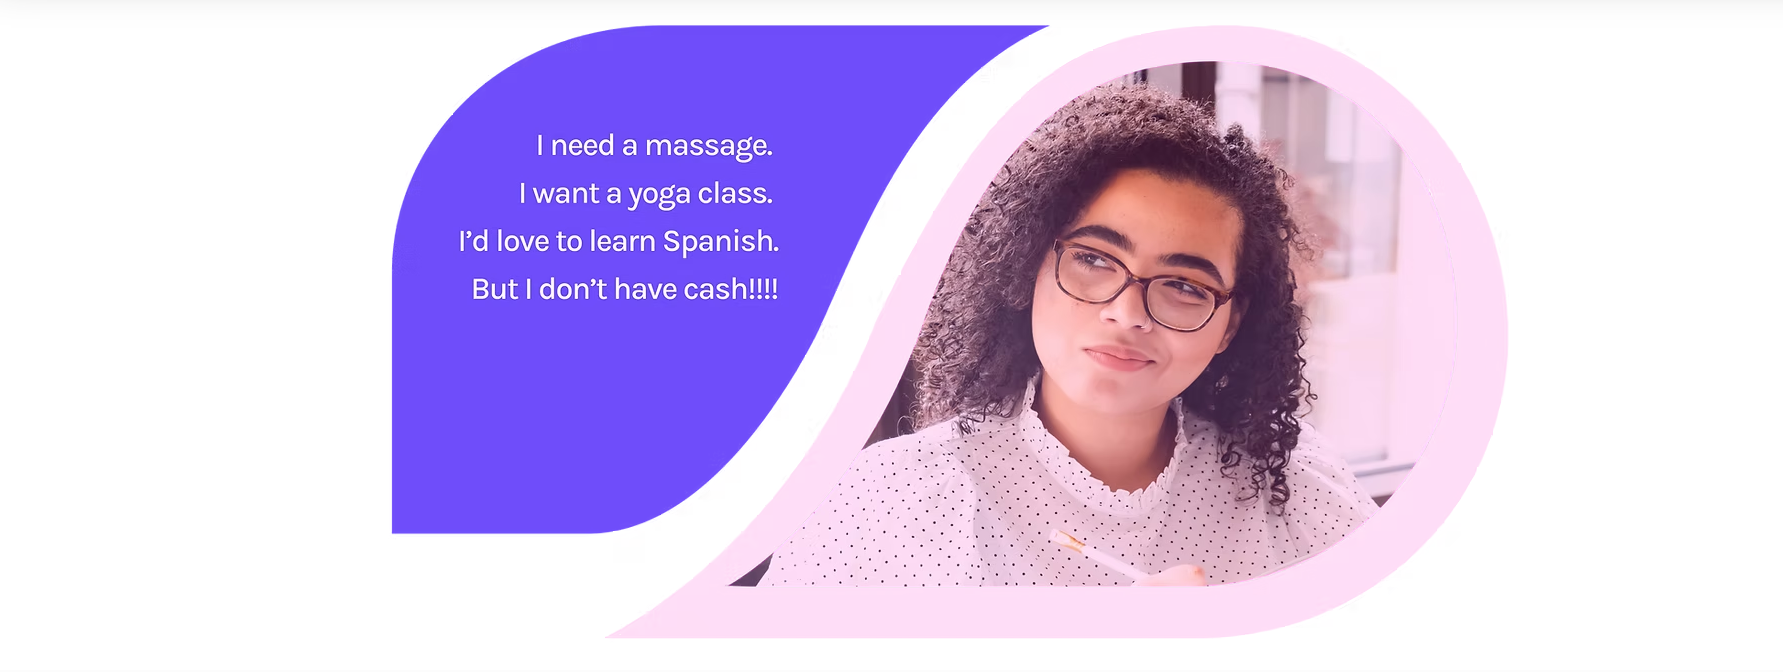 I need a massage.
I want a yoga class.
I’d love to learn Spanish.
But I don’t have cash!!!!